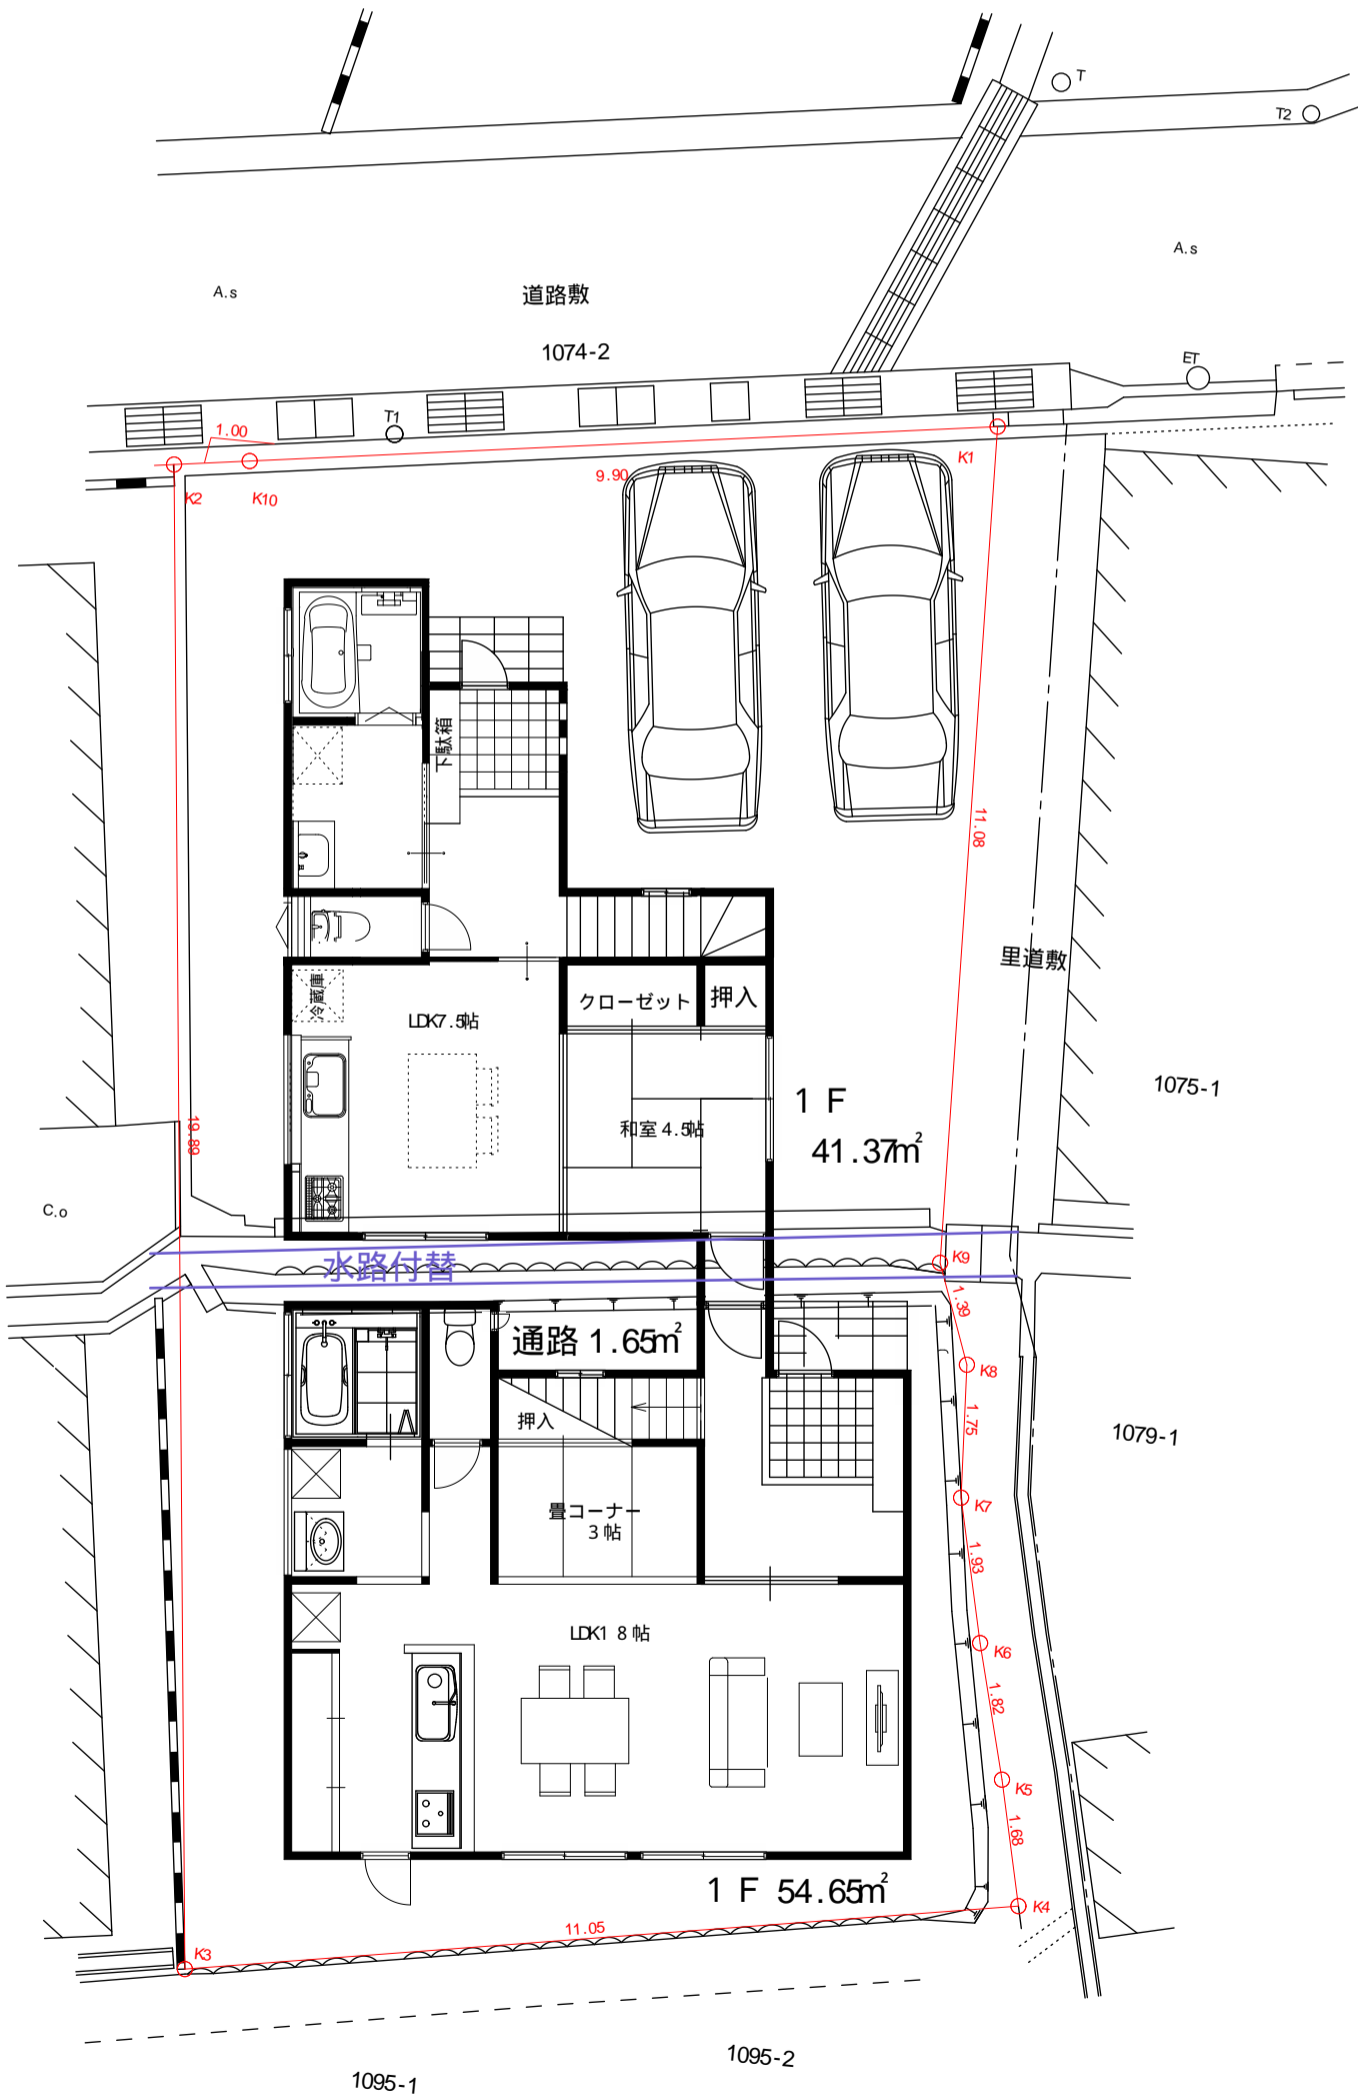 T
T2
A.s
A.s
道路敷
1074-2
ET
T1
1.00
K1
9.90
K2
K10
下駄箱
11.08
里道敷
冷蔵庫
クローゼット
押入
LDK7.5帖
1075-1
1F
和室4.5帖
19.89
41.37㎡
C.o
水路付替
K9
1.39
通路 1.65㎡
K8
押入
1.75
1079-1
K7
畳コーナー
3帖
1.93
LDK18帖
K6
1.82
K5
1.68
1F 54.65㎡
K4
11.05
K3
1095-2
1095-1